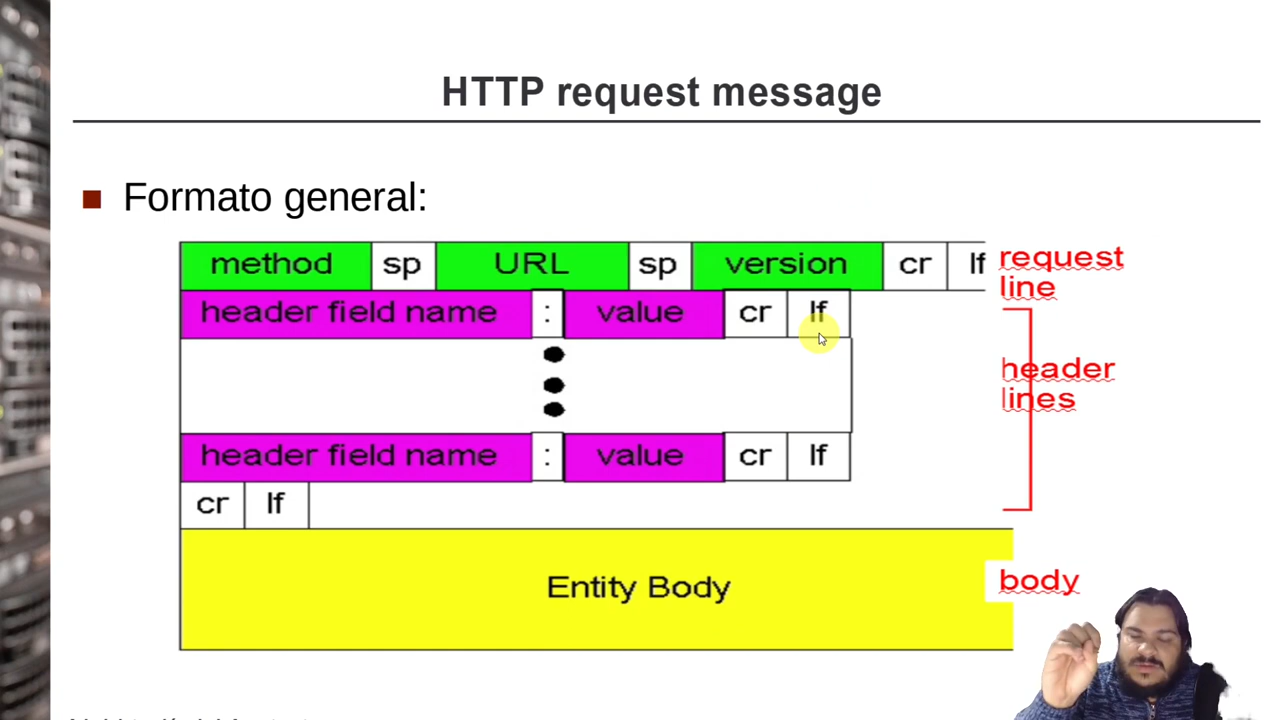 HTTP request message
Formato general:
method sp URL sp version cr lf
request
line
header field name : value cr lf
header
lines
header field name : value cr lf
cr lf
Entity Body
body